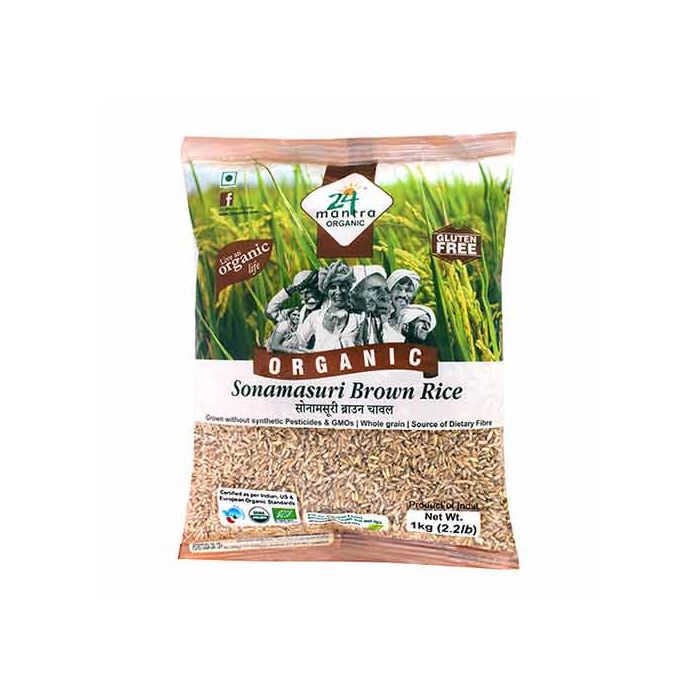 24
mantra
ORGANIC
GLUTEN
FREE
Live an
organic
life
ORGANIC
Sonamasuri Brown Rice
सोनामसूरी ब्राउन चावल
Grown without synthetic Pesticides & GMOs | Whole grain | Source of Dietary Fibre
Certified as per Indian, US &
European Organic Standards
USDA
ORGANIC
Product of India
Net Wt.
1kg (2.2lb)